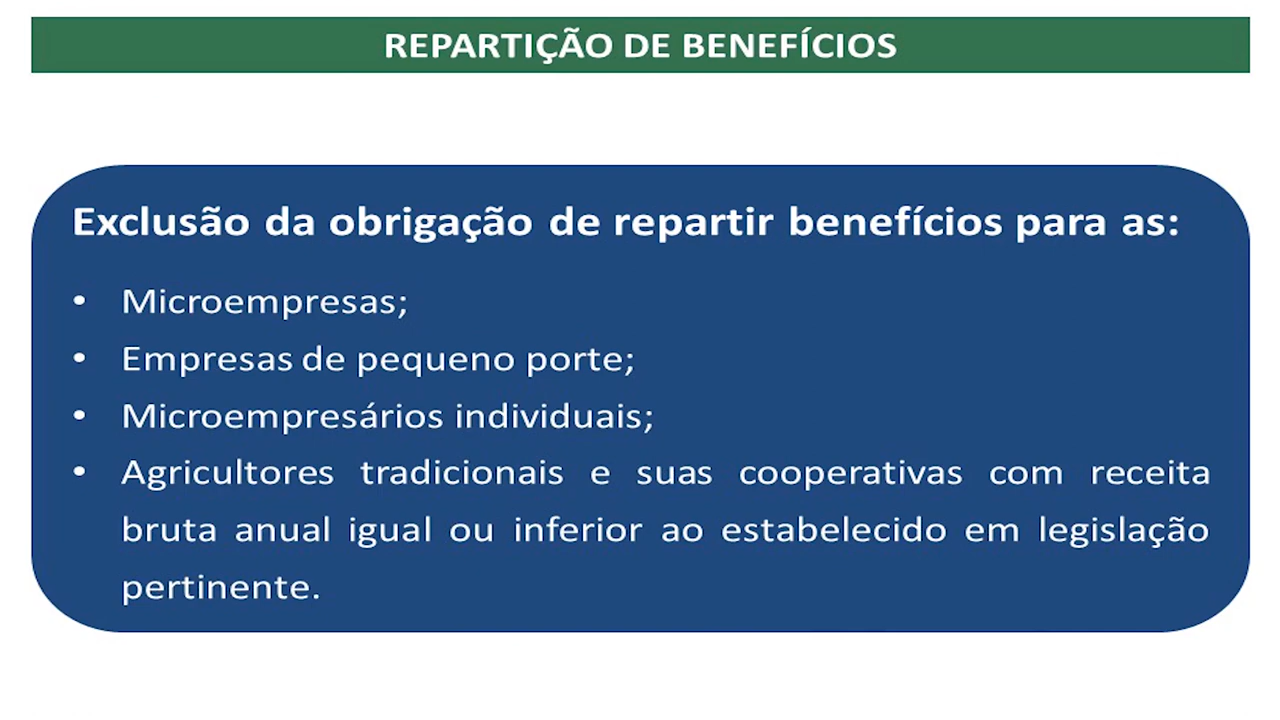 REPARTIÇÃO DE BENEFÍCIOS
Exclusão da obrigação de repartir benefícios para as:
• Microempresas;
• Empresas de pequeno porte;
• Microempresários individuais;
• Agricultores tradicionais e suas cooperativas com receita
bruta anual igual ou inferior ao estabelecido em legislação
pertinente.